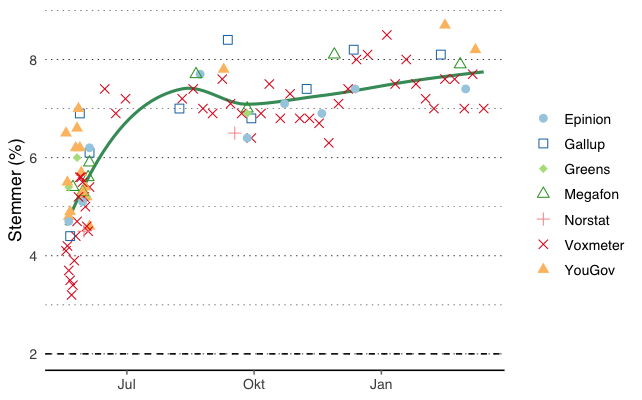 8
6
4
2
Stemmer (%)
Jul
Okt
Jan
Epinion
Gallup
Greens
Megafon
Norstat
Voxmeter
YouGov